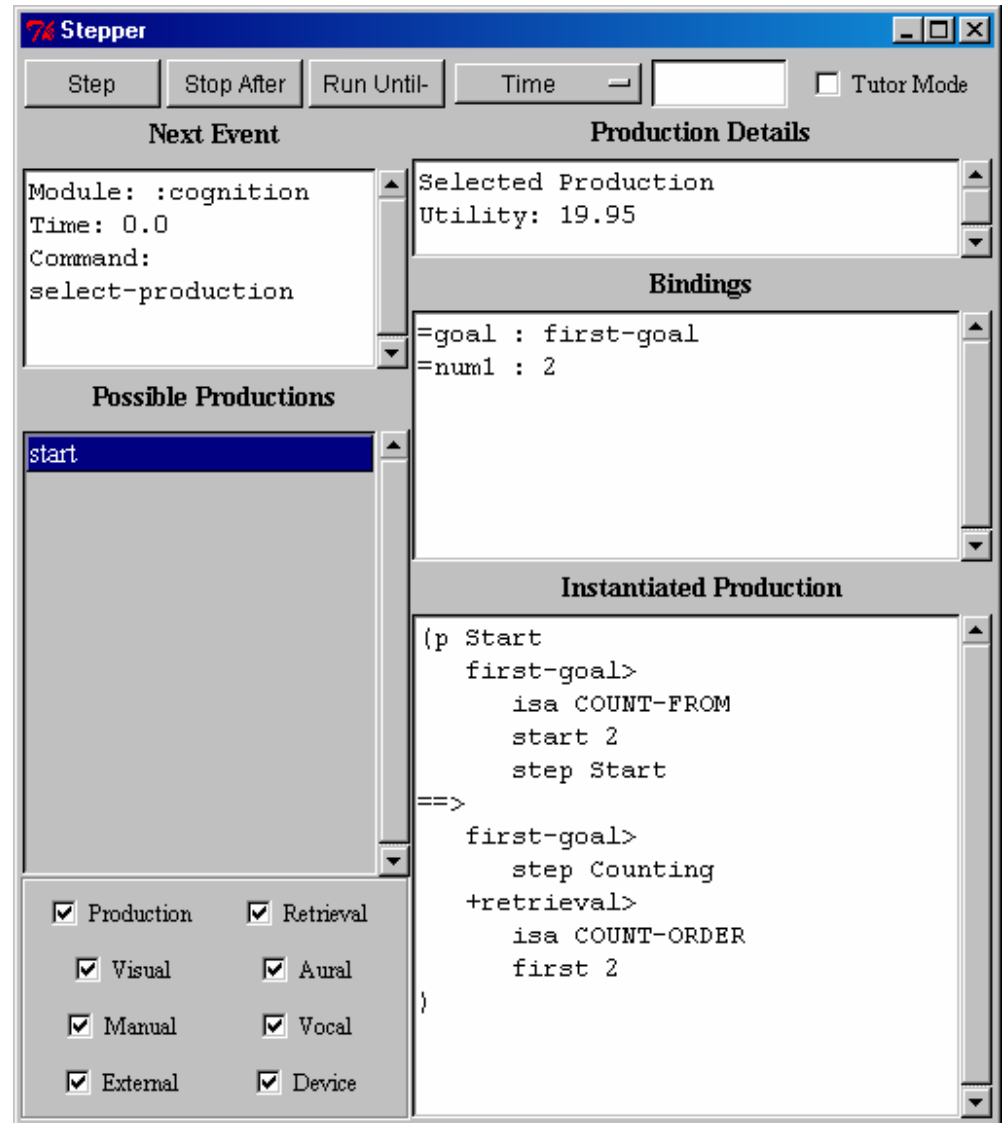 Stepper
Step Stop After Run Until- Time Tutor Mode
Next Event
Module: :cognition
Time: 0.0
Command:
select-production
Possible Productions
start
Production Retrieval
Visual Aural
Manual Vocal
External Device
Production Details
Selected Production
Utility: 19.95
Bindings
=goal : first-goal
=num1 : 2
Instantiated Production
(p Start
   first-goal>
      isa COUNT-FROM
      start 2
      step Start
==>
   first-goal>
      step Counting
   +retrieval>
      isa COUNT-ORDER
      first 2
)